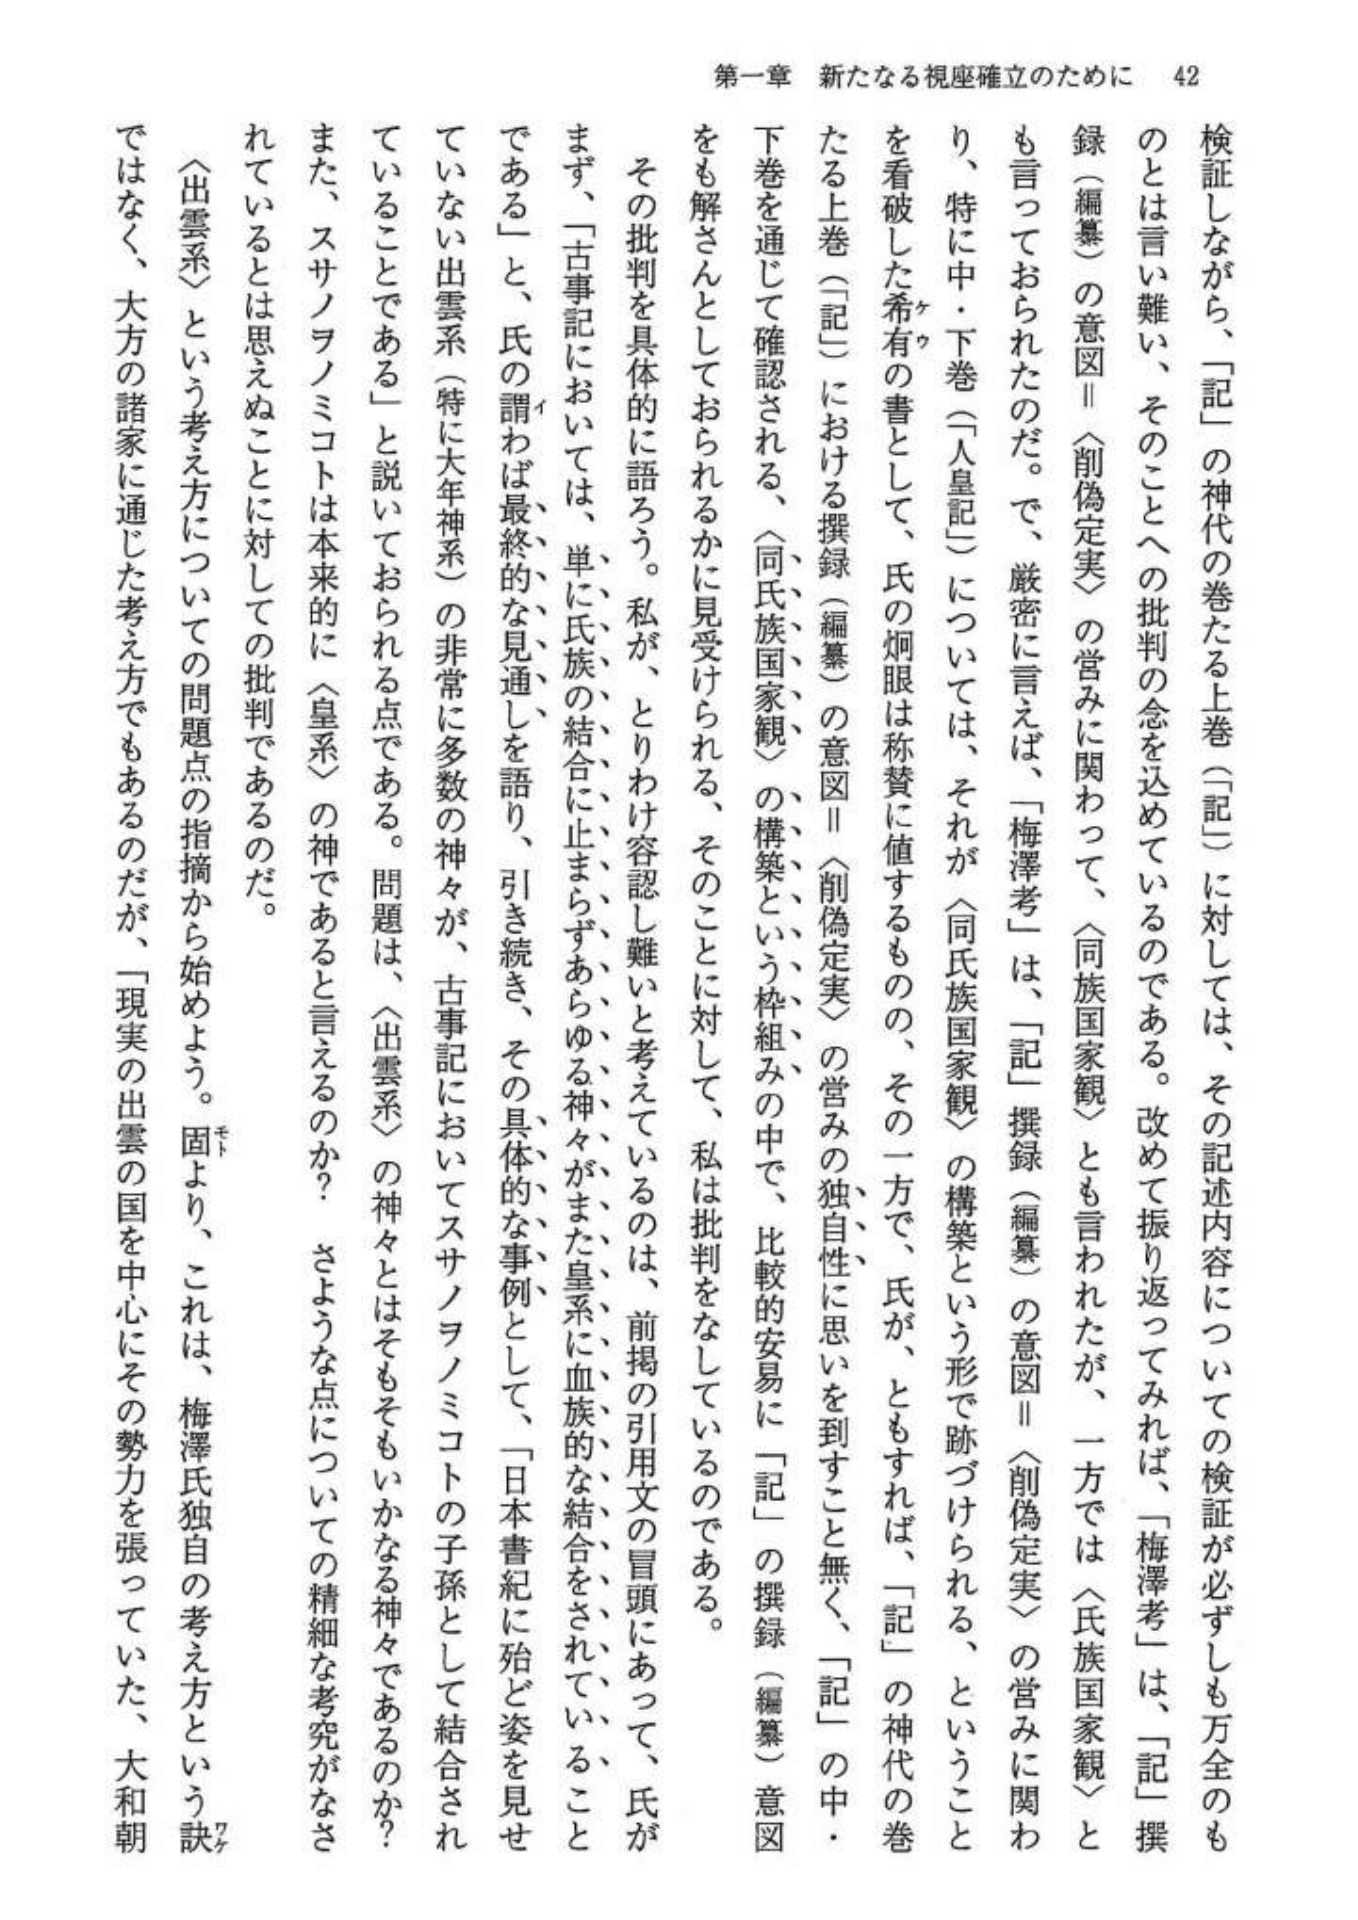 第一章　新たなる視座確立のために　42
検証しながら、「記」の神代の巻たる上巻（「記」）に対しては、その記述内容についての検証が必ずしも万全のも
のとは言い難い、そのことへの批判の念を込めているのである。改めて振り返ってみれば、「梅澤考」は、「記」撰
録（編纂）の意図＝〈削偽定実〉の営みに関わって、〈同族国家観〉とも言われたが、一方では〈氏族国家観〉と
も言っておられたのだ。で、厳密に言えば、「梅澤考」は、「記」撰録（編纂）の意図＝〈削偽定実〉の営みに関わ
り、特に中・下巻（「人皇記」）については、それが〈同氏族国家観〉の構築という形で跡づけられる、ということ
を看破した希有ケウの書として、氏の炯眼は称賛に値するものの、その一方で、氏が、ともすれば、「記」の神代の巻
たる上巻（「記」）における撰録（編纂）の意図＝〈削偽定実〉の営みの独自性に思いを到すこと無く、「記」の中・
下巻を通じて確認される、〈同氏族国家観〉の構築という枠組みの中で、比較的安易に「記」の撰録（編纂）意図
をも解さんとしておられるかに見受けられる、そのことに対して、私は批判をなしているのである。
　その批判を具体的に語ろう。私が、とりわけ容認し難いと考えているのは、前掲の引用文の冒頭にあって、氏が
まず、「古事記においては、単に氏族の結合に止まらずあらゆる神々がまた皇系に血族的な結合をされていること
である」と、氏の謂イわば最終的な見通しを語り、引き続き、その具体的な事例として、「日本書紀に殆ど姿を見せ
ていない出雲系（特に大年神系）の非常に多数の神々が、古事記においてスサノヲノミコトの子孫として結合され
ていることである」と説いておられる点である。問題は、〈出雲系〉の神々とはそもそもいかなる神々であるのか？
また、スサノヲノミコトは本来的に〈皇系〉の神であると言えるのか？　さような点についての精細な考究がなさ
れているとは思えぬことに対しての批判であるのだ。
　〈出雲系〉という考え方についての問題点の指摘から始めよう。固モトより、これは、梅澤氏独自の考え方という訣ワケ
ではなく、大方の諸家に通じた考え方でもあるのだが、「現実の出雲の国を中心にその勢力を張っていた、大和朝